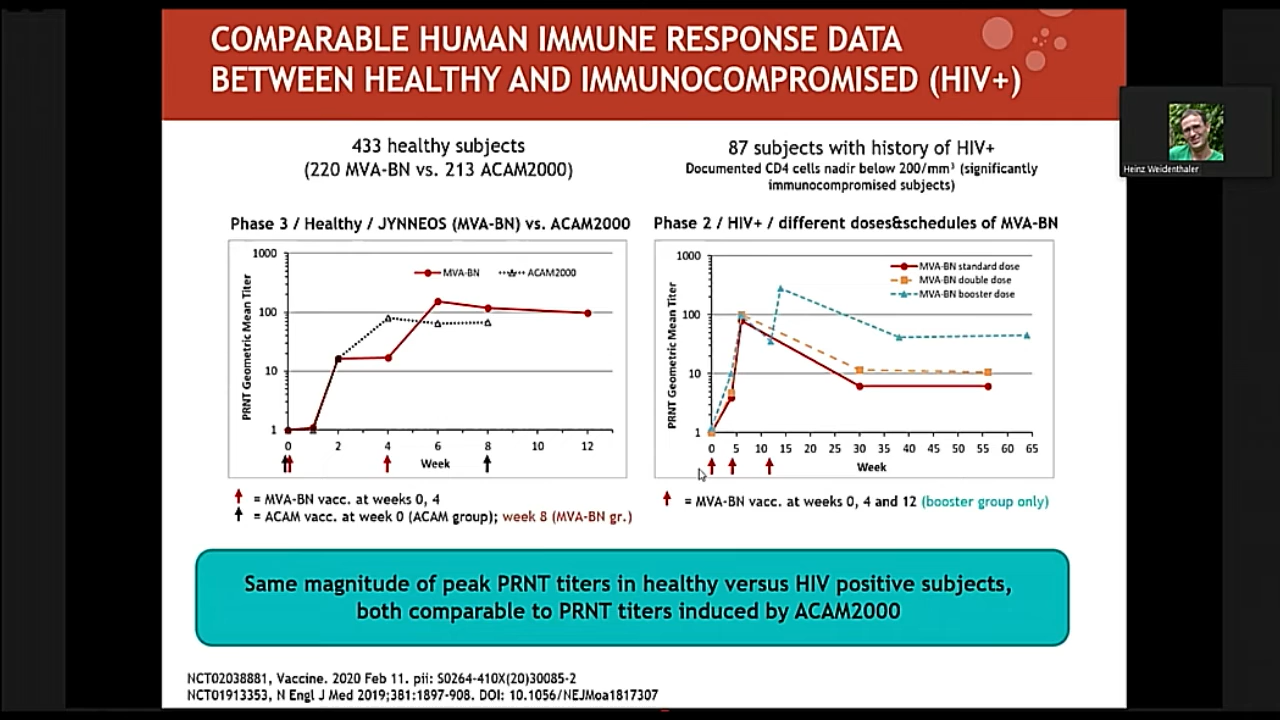 COMPARABLE HUMAN IMMUNE RESPONSE DATA
BETWEEN HEALTHY AND IMMUNOCOMPROMISED (HIV+)
Heinz Weidenthaler
433 healthy subjects
(220 MVA-BN vs. 213 ACAM2000)
87 subjects with history of HIV+
Documented CD4 cells nadir below 200/mm³ (significantly
immunocompromised subjects)
Phase 3 / Healthy / JYNNEOS (MVA-BN) vs. ACAM2000
PRNT Geometric Mean Titer
1000
100
10
1
MVA-BN
ACAM2000
0 2 4 6 8 10 12
Week
= MVA-BN vacc. at weeks 0, 4
= ACAM vacc. at week 0 (ACAM group); week 8 (MVA-BN gr.)
Phase 2 / HIV+ / different doses&schedules of MVA-BN
PRNT Geometric Mean Titer
1000
100
10
1
MVA-BN standard dose
MVA-BN double dose
MVA-BN booster dose
0 5 10 15 20 25 30 35 40 45 50 55 60 65
Week
= MVA-BN vacc. at weeks 0, 4 and 12 (booster group only)
Same magnitude of peak PRNT titers in healthy versus HIV positive subjects,
both comparable to PRNT titers induced by ACAM2000
NCT02038881, Vaccine. 2020 Feb 11. pii: S0264-410X(20)30085-2
NCT01913353, N Engl J Med 2019;381:1897-908. DOI: 10.1056/NEJMoa1817307